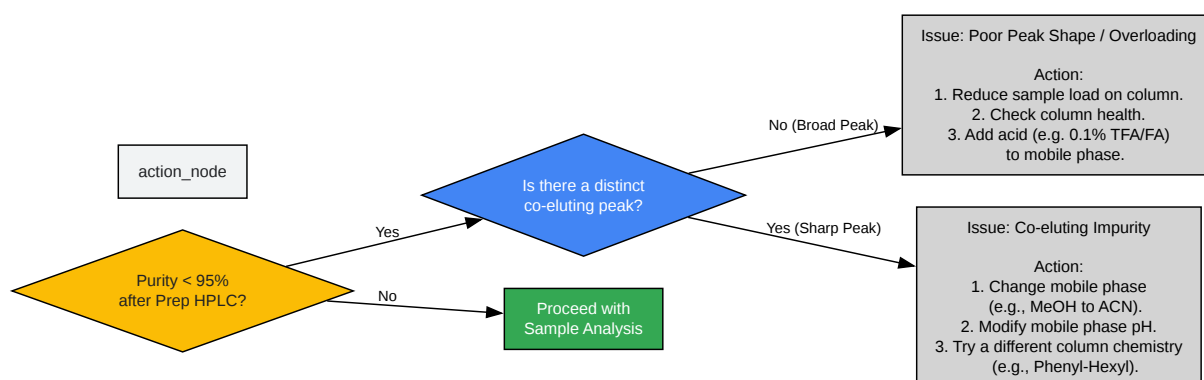 action_node
Purity < 95%
after Prep HPLC?
Yes
No
Is there a distinct
co-eluting peak?
Proceed with
Sample Analysis
No (Broad Peak)
Yes (Sharp Peak)
Issue: Poor Peak Shape / Overloading
Action:
1. Reduce sample load on column.
2. Check column health.
3. Add acid (e.g. 0.1% TFA/FA)
to mobile phase.
Issue: Co-eluting Impurity
Action:
1. Change mobile phase
(e.g., MeOH to ACN).
2. Modify mobile phase pH.
3. Try a different column chemistry
(e.g., Phenyl-Hexyl).